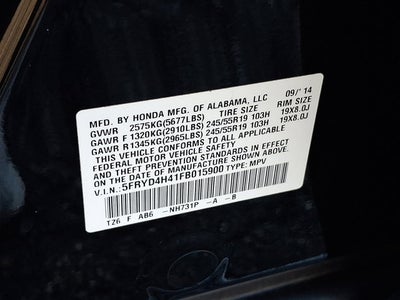 MFD. BY HONDA MFG. OF ALABAMA, LLC 09/'14
GVWR 2575KG(5677LBS) TIRE SIZE RIM SIZE
GAWR F 1320KG(2910LBS) 245/55R19 103H 19X8.0J
GAWR R1345KG(2965LBS) 245/55R19 103H 19X8.0J
THIS VEHICLE CONFORMS TO ALL APPLICABLE
FEDERAL MOTOR VEHICLE SAFETY
AND THEFT PREVENTION STANDARDS IN EFFECT
ON THE DATE OF MANUFACTURE SHOWN ABOVE.
V.I.N.: 5FRYD4H41FB015900 TYPE: MPV
T26 F AB6 -NH731P -A -B